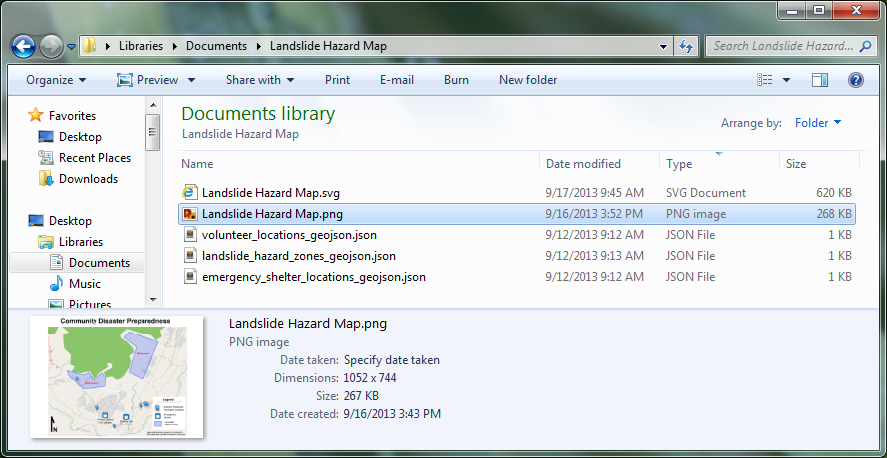 Libraries Documents Landslide Hazard Map Search Landslide Hazard...
Organize Preview Share with Print E-mail Burn New folder
Favorites
Desktop
Recent Places
Downloads
Desktop
Libraries
Documents
Music
Pictures
Documents library
Landslide Hazard Map
Arrange by: Folder
Name Date modified Type Size
Landslide Hazard Map.svg 9/17/2013 9:45 AM SVG Document 620 KB
Landslide Hazard Map.png 9/16/2013 3:52 PM PNG image 268 KB
volunteer_locations_geojson.json 9/12/2013 9:12 AM JSON File 1 KB
landslide_hazard_zones_geojson.json 9/12/2013 9:13 AM JSON File 1 KB
emergency_shelter_locations_geojson.json 9/12/2013 9:12 AM JSON File 1 KB
Community Disaster Preparedness
Legend
N
Landslide Hazard Map.png
PNG image
Date taken: Specify date taken
Dimensions: 1052 x 744
Size: 267 KB
Date created: 9/16/2013 3:43 PM